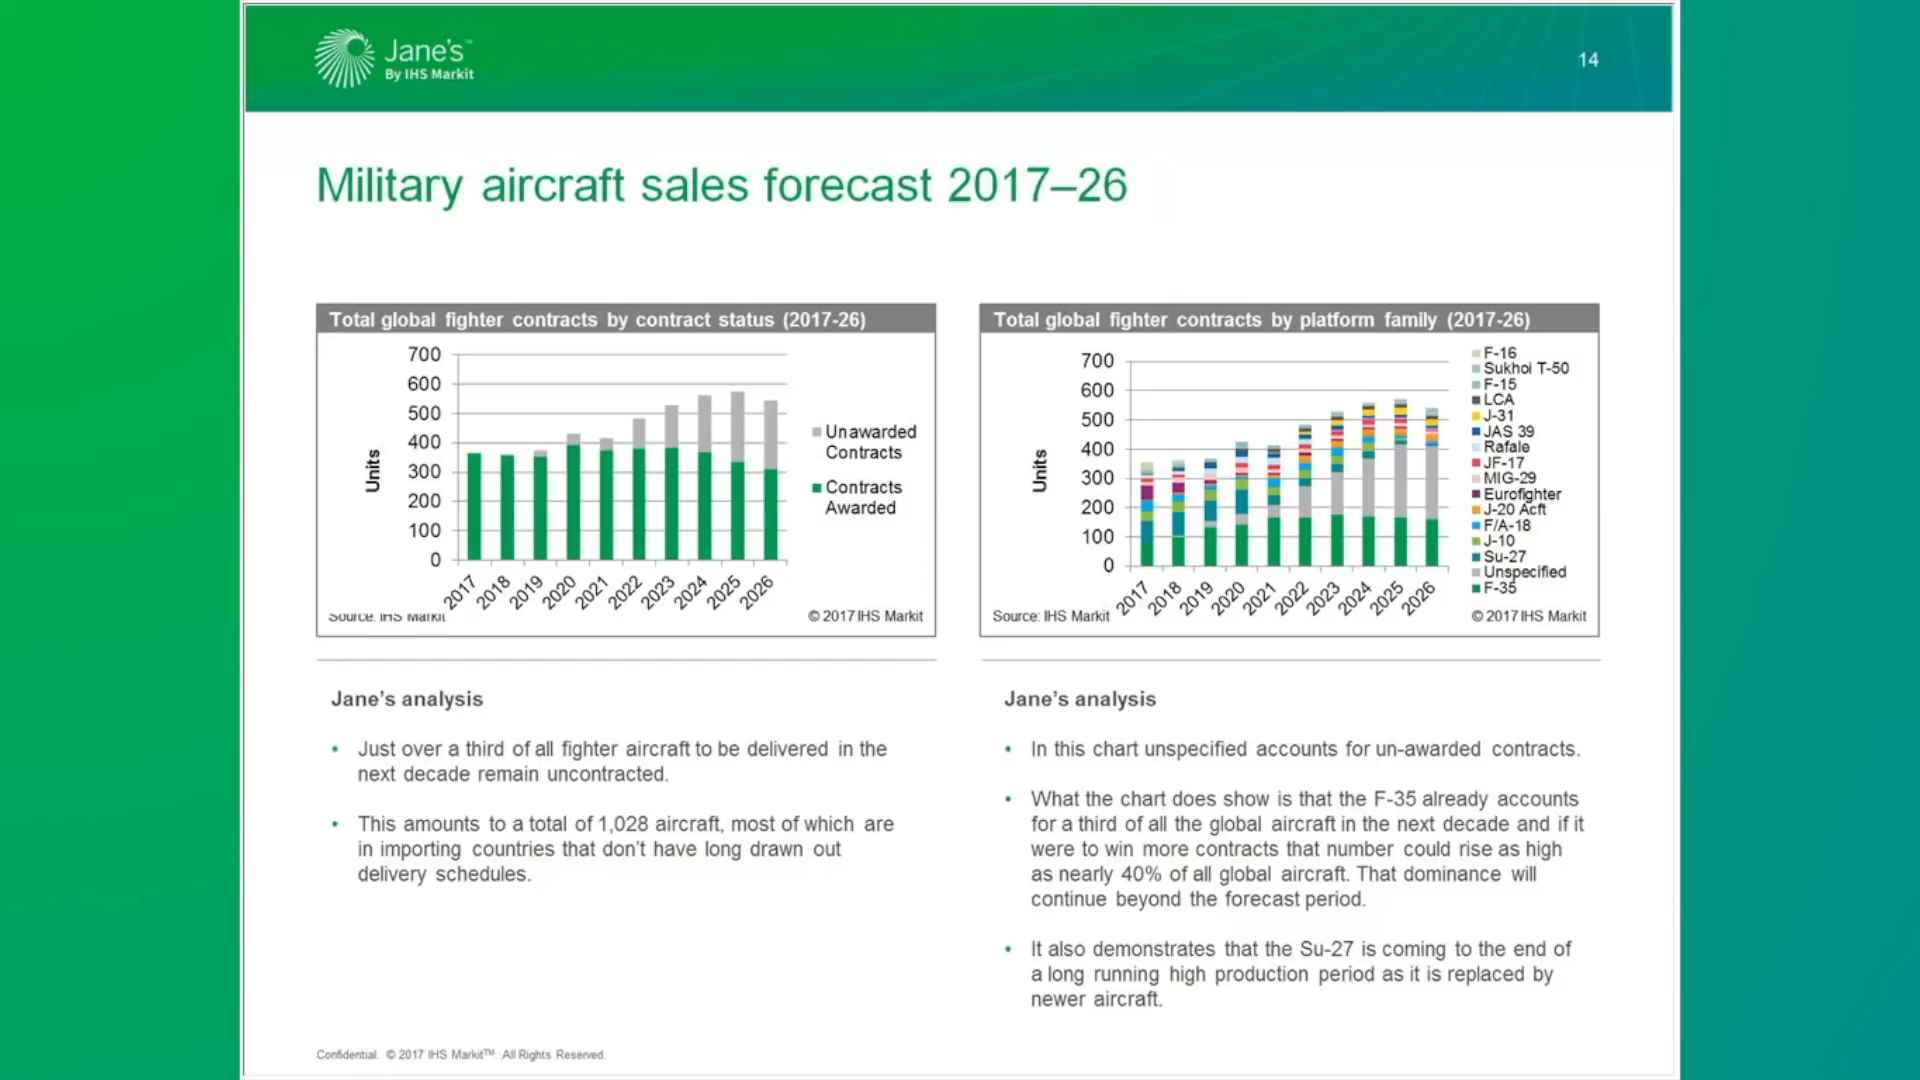 Jane's™
By IHS Markit
14
Military aircraft sales forecast 2017–26
Total global fighter contracts by contract status (2017-26)
700
600
500
400
300
200
100
0
Units
2017 2018 2019 2020 2021 2022 2023 2024 2025 2026
Unawarded
Contracts
Contracts
Awarded
Source: IHS Markit
© 2017 IHS Markit
Total global fighter contracts by platform family (2017-26)
700
600
500
400
300
200
100
0
Units
2017 2018 2019 2020 2021 2022 2023 2024 2025 2026
F-16
Sukhoi T-50
F-15
LCA
J-31
JAS 39
Rafale
JF-17
MIG-29
Eurofighter
J-20 Acft
F/A-18
J-10
Su-27
Unspecified
F-35
Source: IHS Markit
© 2017 IHS Markit
Jane's analysis
• Just over a third of all fighter aircraft to be delivered in the
next decade remain uncontracted.
• This amounts to a total of 1,028 aircraft, most of which are
in importing countries that don't have long drawn out
delivery schedules.
Jane's analysis
• In this chart unspecified accounts for un-awarded contracts.
• What the chart does show is that the F-35 already accounts
for a third of all the global aircraft in the next decade and if it
were to win more contracts that number could rise as high
as nearly 40% of all global aircraft. That dominance will
continue beyond the forecast period.
• It also demonstrates that the Su-27 is coming to the end of
a long running high production period as it is replaced by
newer aircraft.
Confidential. © 2017 IHS Markit™. All Rights Reserved.